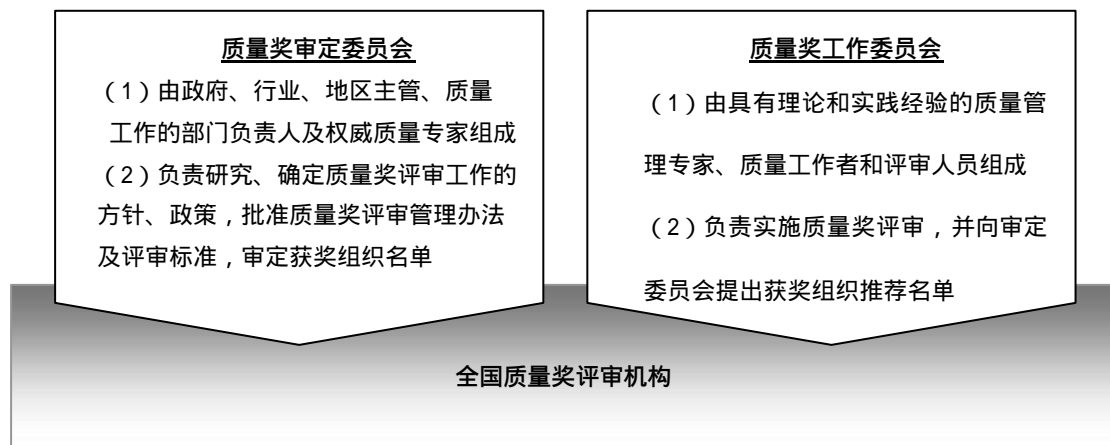 质量奖审定委员会
（1）由政府、行业、地区主管、质量
工作的部门负责人及权威质量专家组成
（2）负责研究、确定质量奖评审工作的
方针、政策，批准质量奖评审管理办法
及评审标准，审定获奖组织名单
质量奖工作委员会
（1）由具有理论和实践经验的质量管
理专家、质量工作者和评审人员组成
（2）负责实施质量奖评审，并向审定
委员会提出获奖组织推荐名单
全国质量奖评审机构